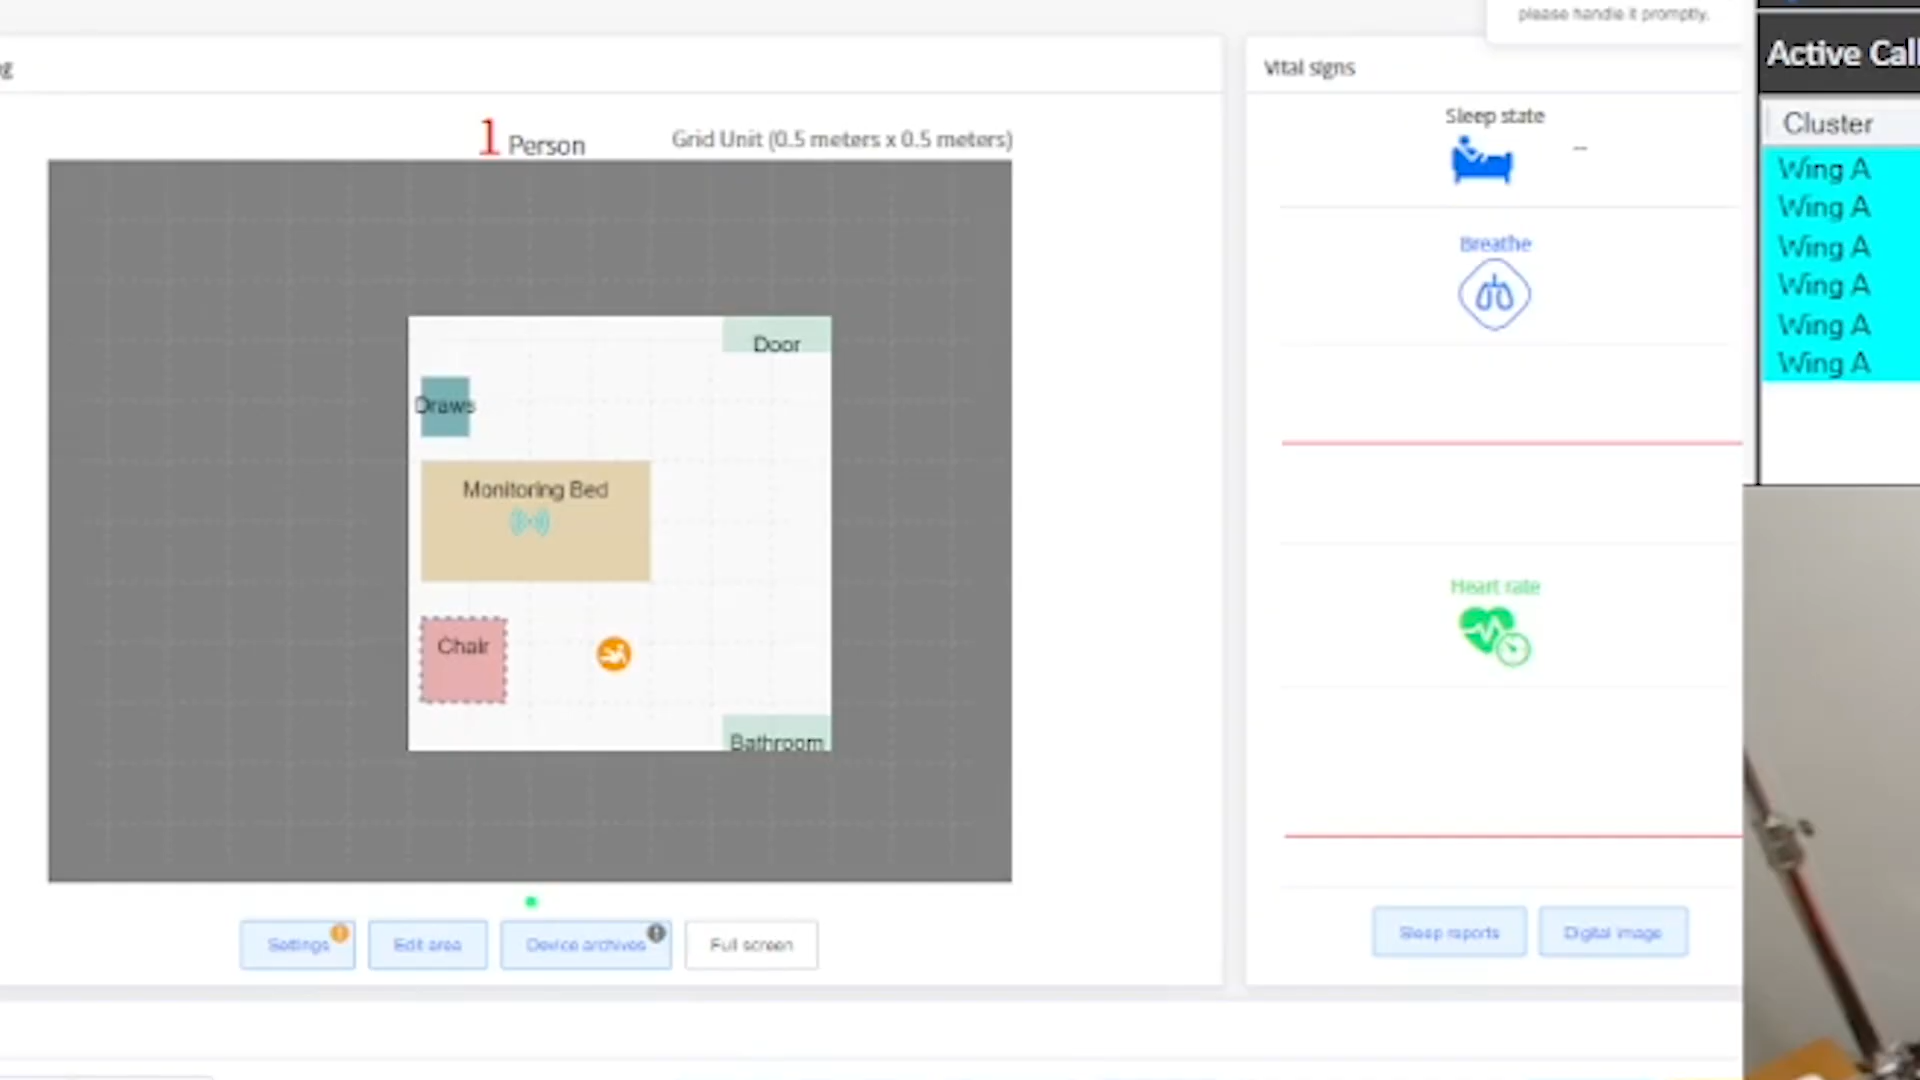 please handle it promptly.
Active Call
Vital signs
1 Person
Grid Unit (0.5 meters x 0.5 meters)
Sleep state
--
Cluster
Wing A
Wing A
Wing A
Wing A
Wing A
Wing A
Breathe
Door
Draws
Monitoring Bed
Chair
Bathroom
Heart rate
Settings
Edit area
Device archives
Full screen
Sleep reports
Digital image